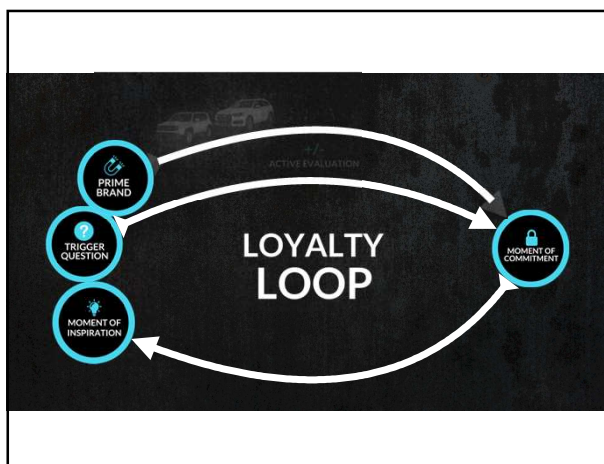 PRIME
BRAND
+/-
ACTIVE EVALUATION
?
TRIGGER
QUESTION
LOYALTY
LOOP
MOMENT OF
COMMITMENT
MOMENT OF
INSPIRATION